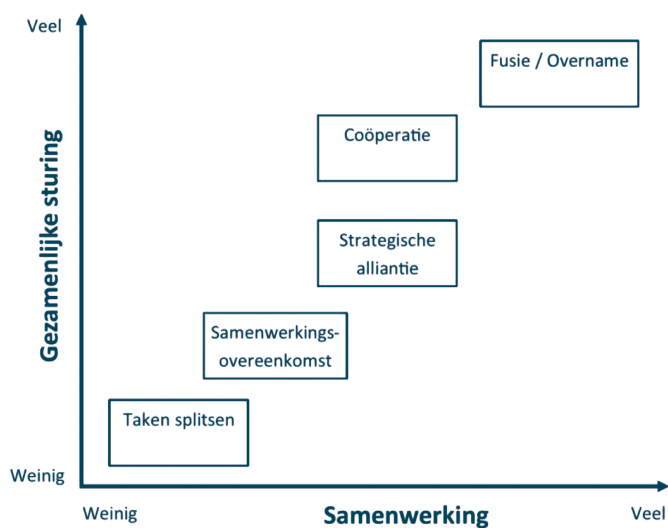 Veel
Fusie / Overname
Coöperatie
Gezamenlijke sturing
Strategische
alliantie
Samenwerkings-
overeenkomst
Taken splitsen
Weinig
Weinig
Samenwerking
Veel